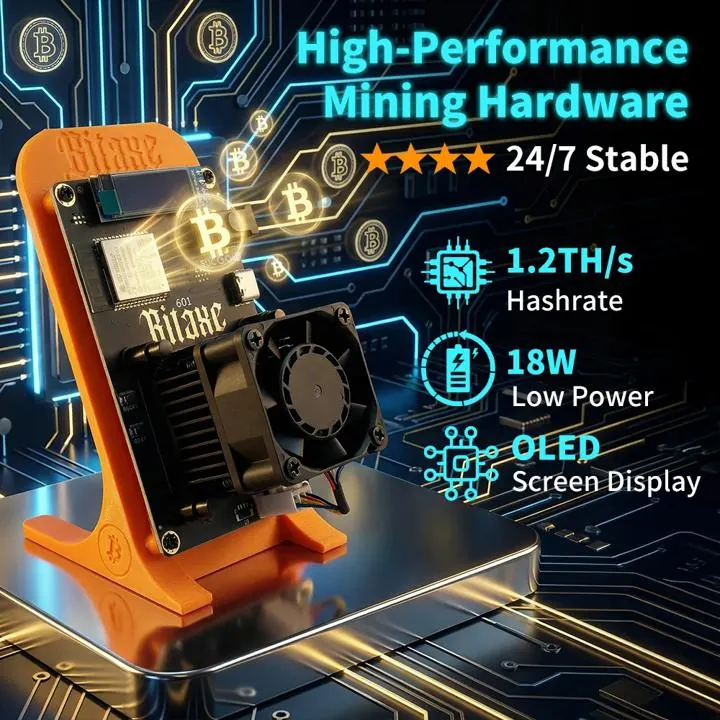 High-Performance
Mining Hardware
24/7 Stable
Bitaxe
1.2TH/s
Hashrate
601
Bitaxe
18W
Low Power
OLED
Screen Display